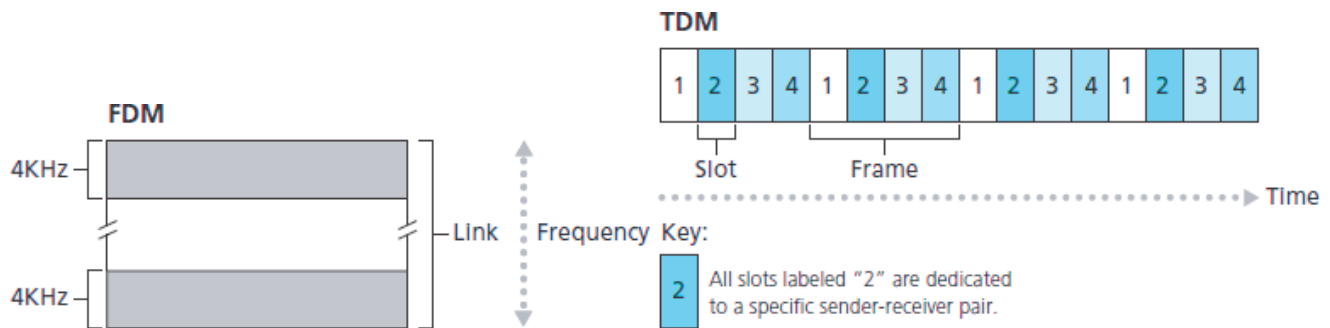 TDM
1 2 3 4 1 2 3 4 1 2 3 4 1 2 3 4
Slot Frame
Time
FDM
4KHz
4KHz
Link
Frequency
Key:
2
All slots labeled “2” are dedicated
to a specific sender-receiver pair.